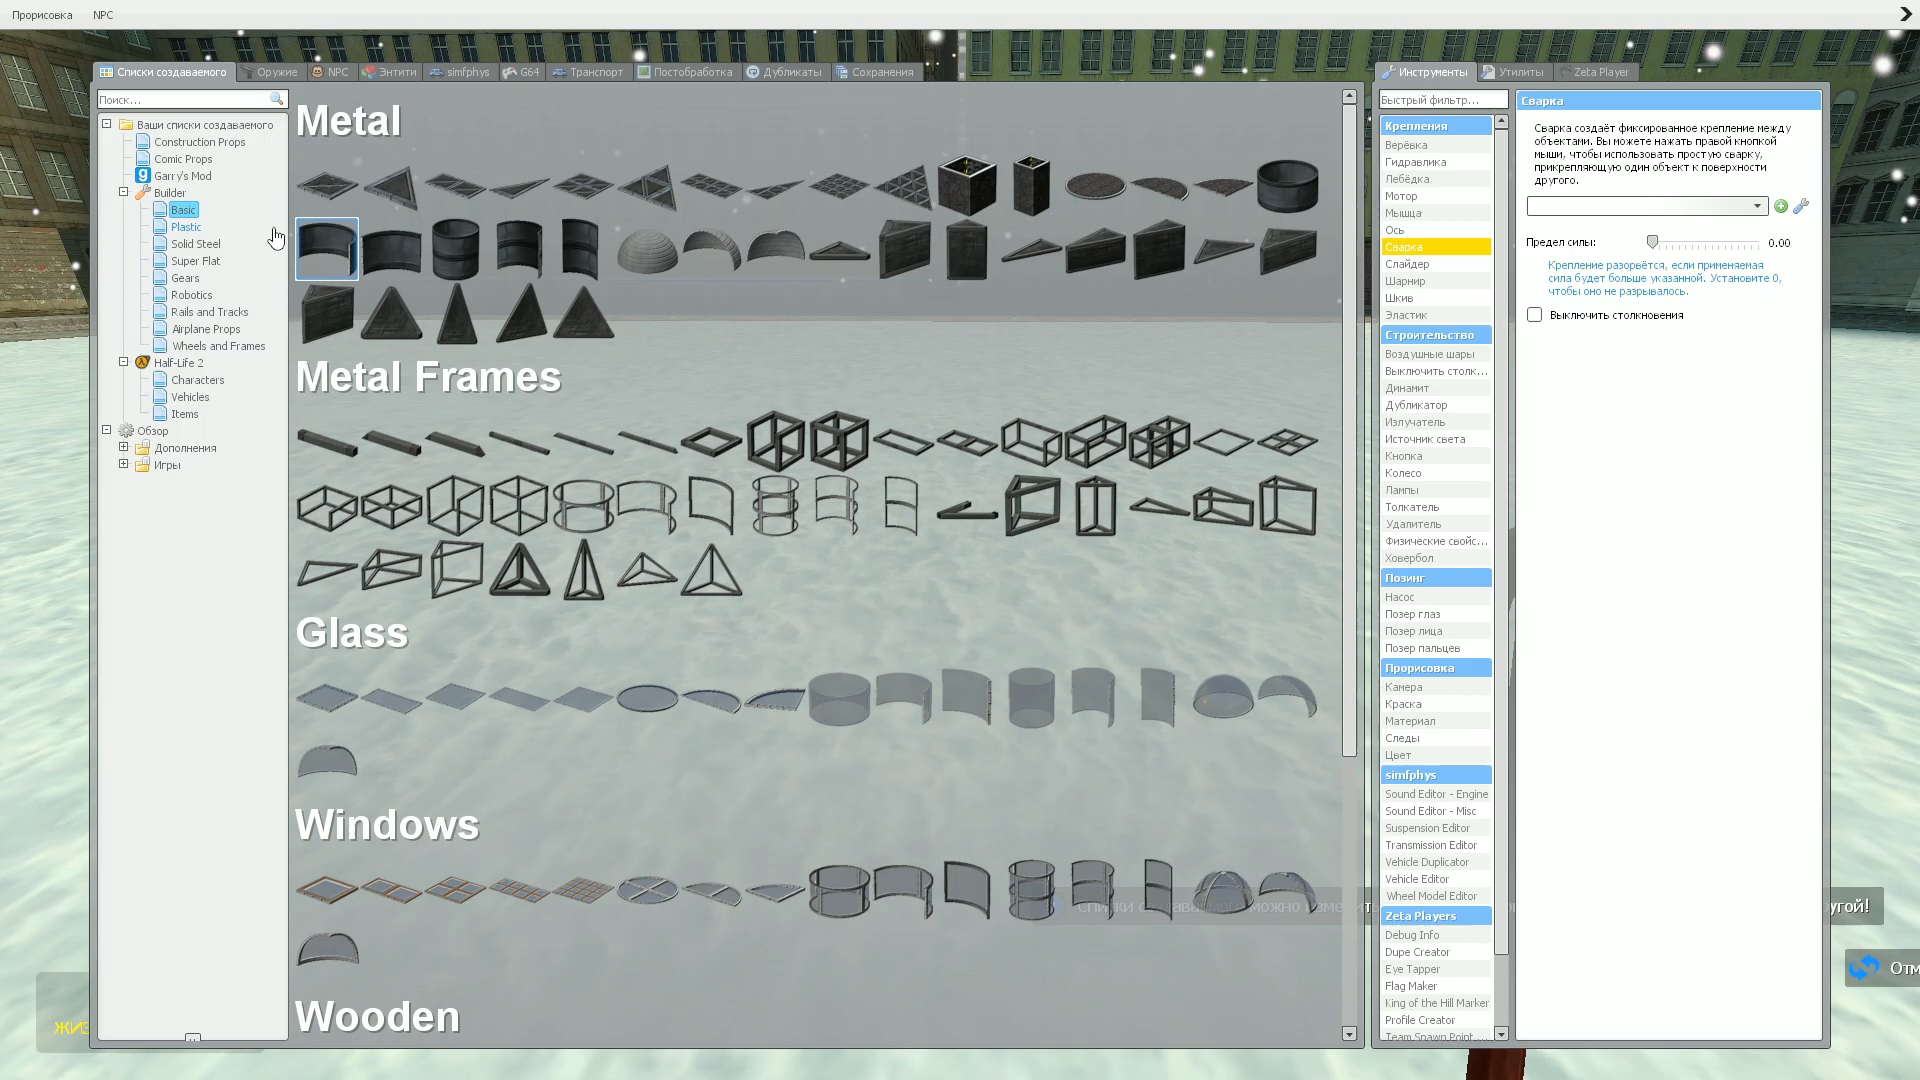 Прорисовка NPC
Списки создаваемого Оружие NPC Энтити simfphys G64 Транспорт Постобработка Дубликаты Сохранения
Поиск...
Ваши списки создаваемого
Construction Props
Comic Props
Garry's Mod
Builder
Basic
Plastic
Solid Steel
Super Flat
Gears
Robotics
Rails and Tracks
Airplane Props
Wheels and Frames
Half-Life 2
Characters
Vehicles
Items
Обзор
Дополнения
Игры
Metal
Metal Frames
Glass
Windows
Wooden
Инструменты Утилиты Zeta Player
Быстрый фильтр...
Крепления
Верёвка
Гидравлика
Лебёдка
Мотор
Мышца
Ось
Сварка
Слайдер
Шарнир
Шкив
Эластик
Строительство
Воздушные шары
Выключить столк...
Динамит
Дубликатор
Излучатель
Источник света
Кнопка
Колесо
Лампы
Толкатель
Удалитель
Физические свойс...
Ховербол
Позинг
Насос
Позер глаз
Позер лица
Позер пальцев
Прорисовка
Камера
Краска
Материал
Следы
Цвет
simfphys
Sound Editor - Engine
Sound Editor - Misc
Suspension Editor
Transmission Editor
Vehicle Duplicator
Vehicle Editor
Wheel Model Editor
Zeta Players
Debug Info
Dupe Creator
Eye Tapper
Flag Maker
King of the Hill Marker
Profile Creator
Team Spawn Point
Сварка
Сварка создаёт фиксированное крепление между
объектами. Вы можете нажать правой кнопкой
мыши, чтобы использовать простую сварку,
прикрепляющую один объект к поверхности
другого.
Предел силы: 0.00
Крепление разорвётся, если применяемая
сила будет больше указанной. Установите 0,
чтобы оно не разрывалось.
Выключить столкновения